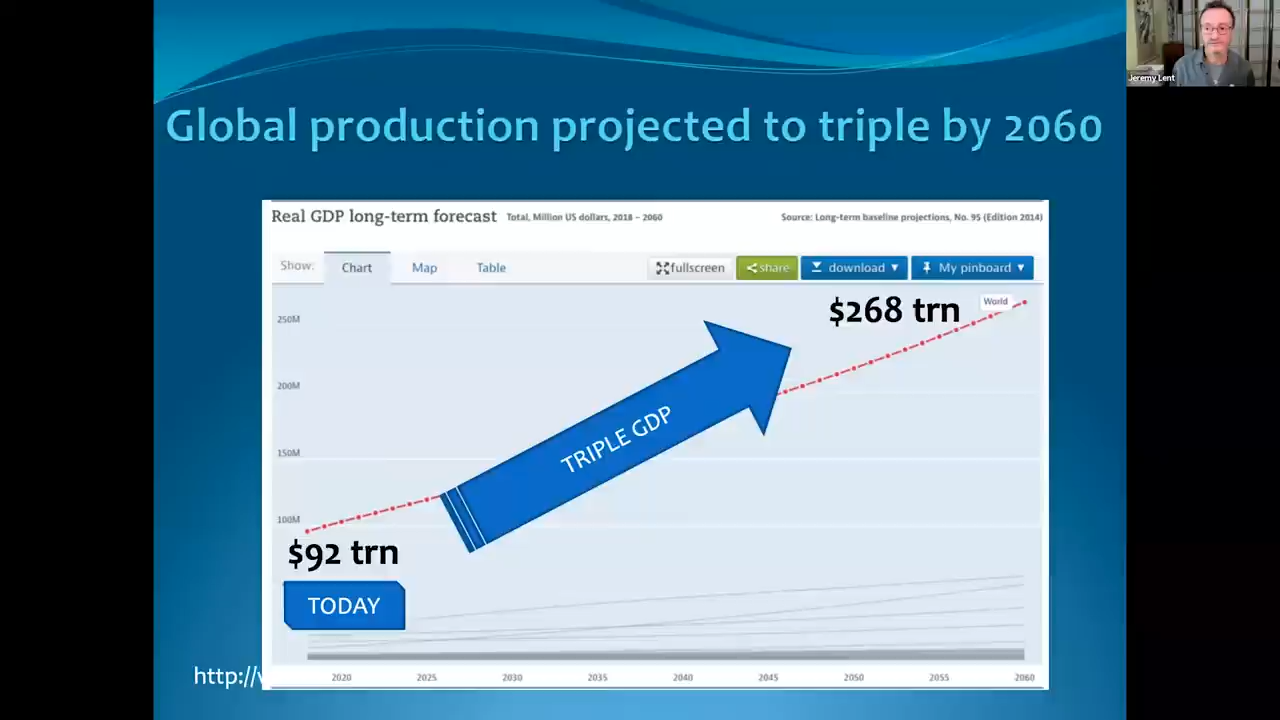 Jeremy Lent
Global production projected to triple by 2060
Real GDP long-term forecast Total, Million US dollars, 2018 – 2060 Source: Long-term baseline projections, No. 95 (Edition 2014)
Show: Chart Map Table fullscreen share download My pinboard
$268 trn World
250M
200M
TRIPLE GDP
150M
100M
$92 trn
TODAY
http://
2020 2025 2030 2035 2040 2045 2050 2055 2060